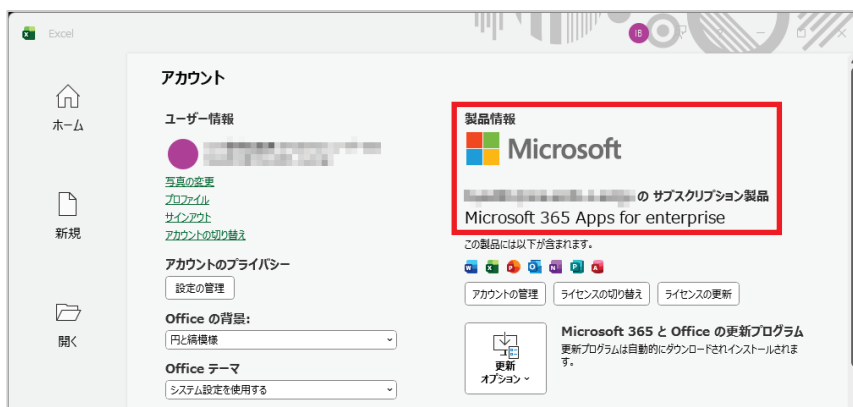 Excel
IB
ホーム
新規
開く
アカウント
ユーザー情報
写真の変更
プロファイル
サインアウト
アカウントの切り替え
アカウントのプライバシー
設定の管理
Office の背景:
円と縞模様
Office テーマ
システム設定を使用する
製品情報
Microsoft
の サブスクリプション製品
Microsoft 365 Apps for enterprise
この製品には以下が含まれます。
アカウントの管理
ライセンスの切り替え
ライセンスの更新
更新
オプション
Microsoft 365 と Office の更新プログラム
更新プログラムは自動的にダウンロードされインストールされま
す。